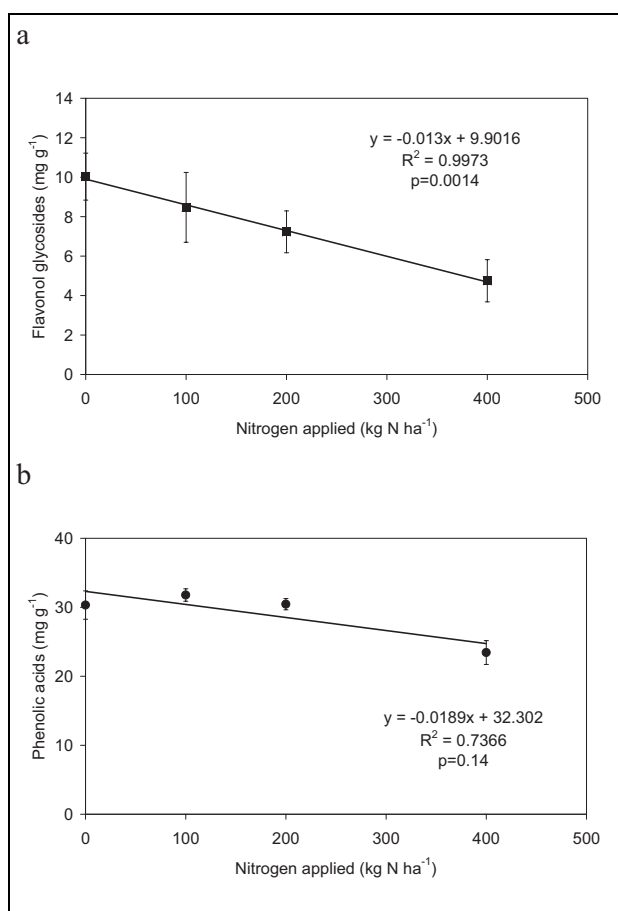 a
14
12
10
8
6
4
2
0
Flavonol glycosides (mg g⁻¹)
y = -0.013x + 9.9016
R² = 0.9973
p=0.0014
0 100 200 300 400 500
Nitrogen applied (kg N ha⁻¹)
b
40
30
20
10
0
Phenolic acids (mg g⁻¹)
y = -0.0189x + 32.302
R² = 0.7366
p=0.14
0 100 200 300 400 500
Nitrogen applied (kg N ha⁻¹)